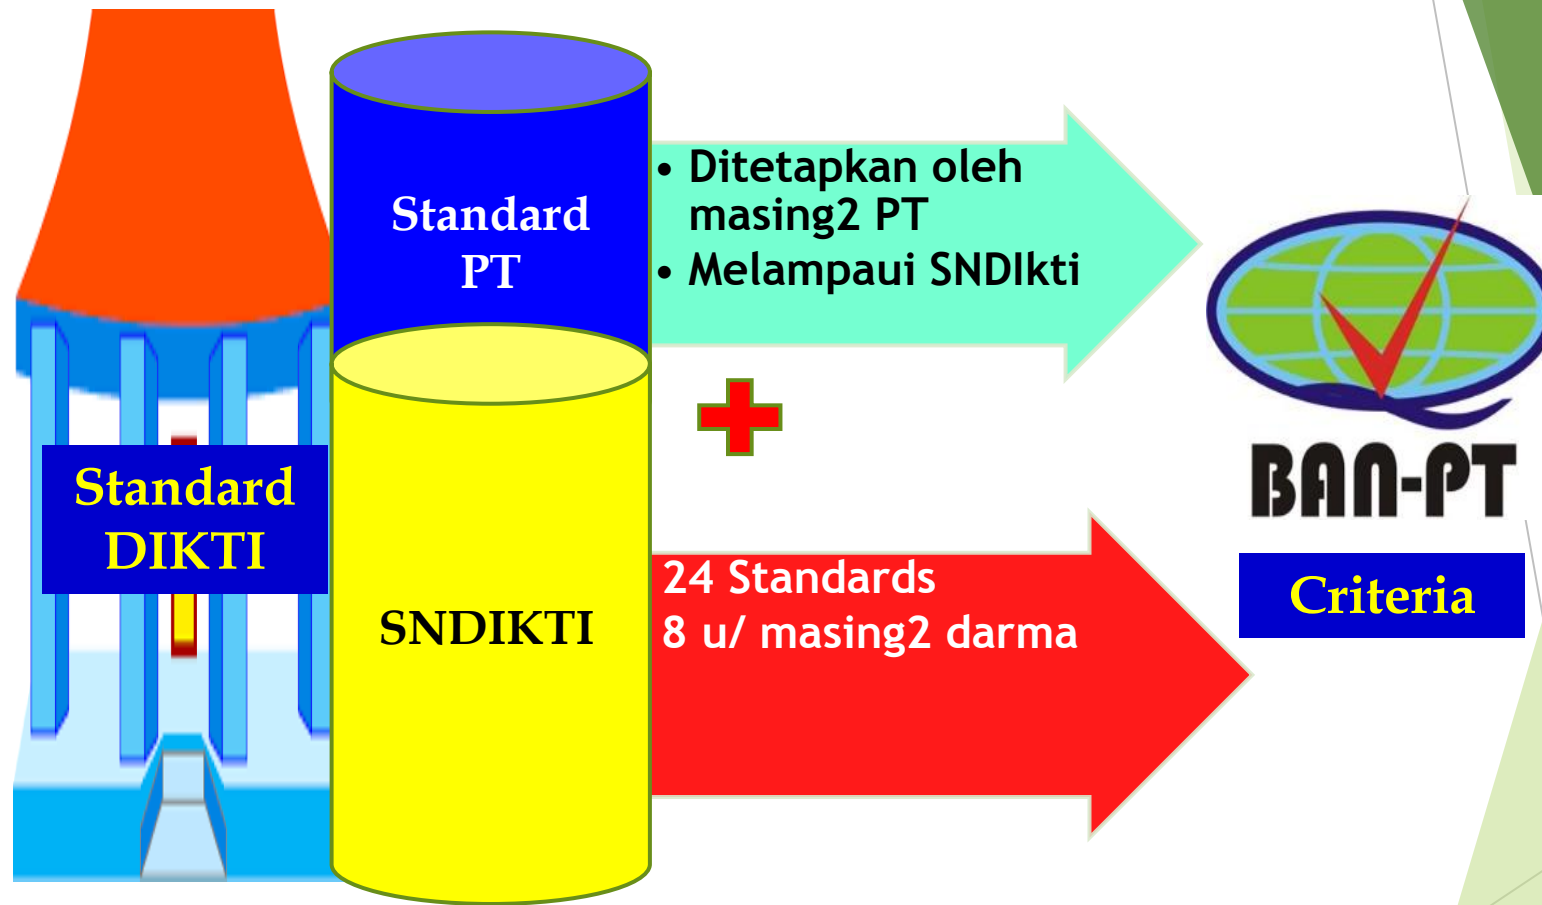 Standard
DIKTI
Standard
PT
SNDIKTI
• Ditetapkan oleh
masing2 PT
• Melampaui SNDIkti
24 Standards
8 u/ masing2 darma
BAN-PT
Criteria